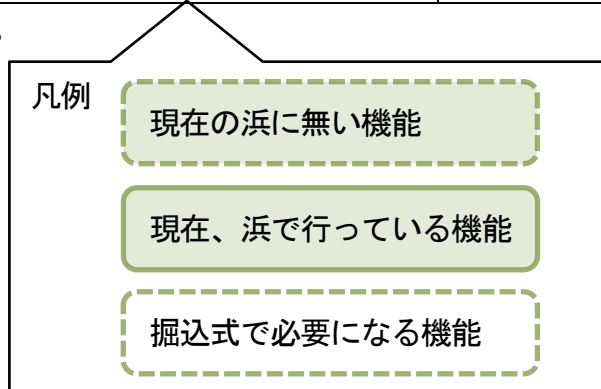 凡例
現在の浜に無い機能
現在、浜で行っている機能
掘込式で必要になる機能